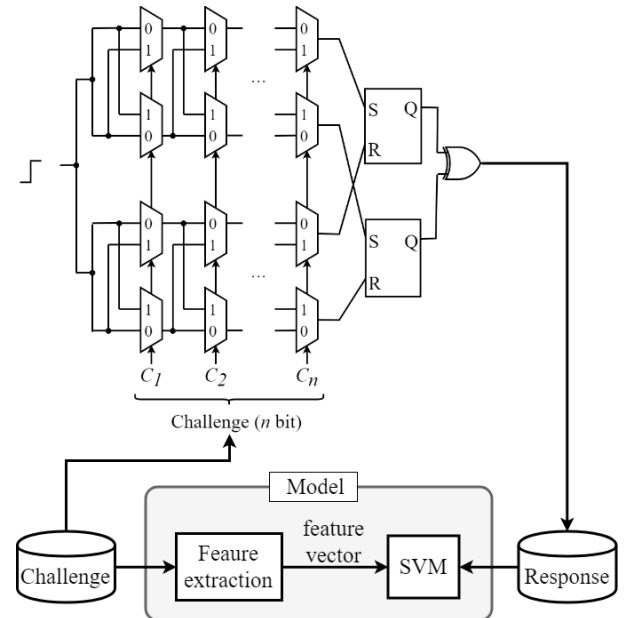 0 0 0
1 1 1
...
1 1 1
0 0 0
S Q
R
0 0 0
1 1 1
...
1 1 1
0 0 0
S Q
R
C1 C2 Cn
Challenge (n bit)
Model
Challenge
Feaure
extraction
feature
vector
SVM
Response